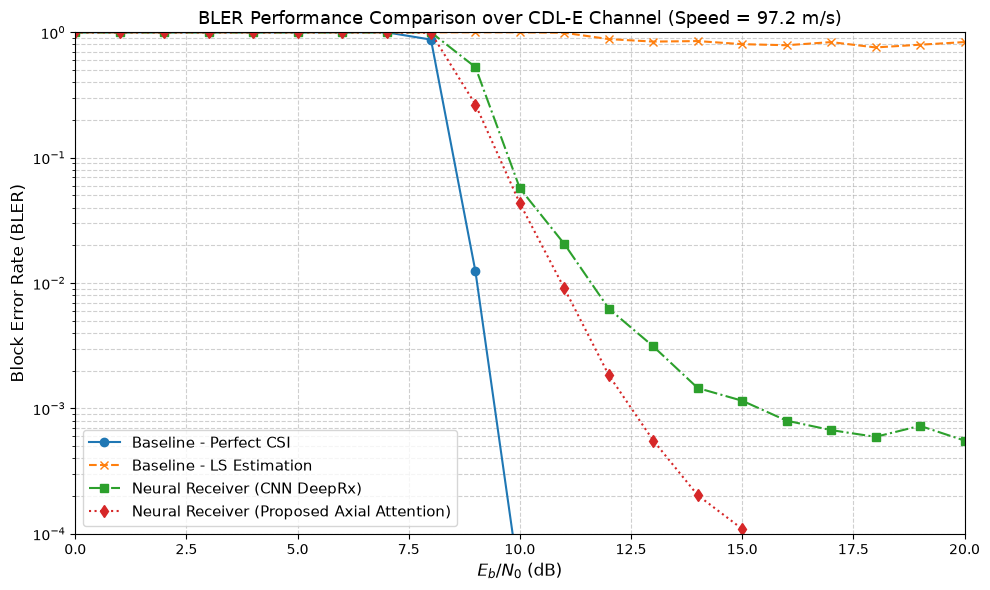 BLER Performance Comparison over CDL-E Channel (Speed = 97.2 m/s)
Block Error Rate (BLER)
10⁰
10⁻¹
10⁻²
10⁻³
10⁻⁴
Baseline - Perfect CSI
Baseline - LS Estimation
Neural Receiver (CNN DeepRx)
Neural Receiver (Proposed Axial Attention)
0.0 2.5 5.0 7.5 10.0 12.5 15.0 17.5 20.0
E_b/N_0 (dB)